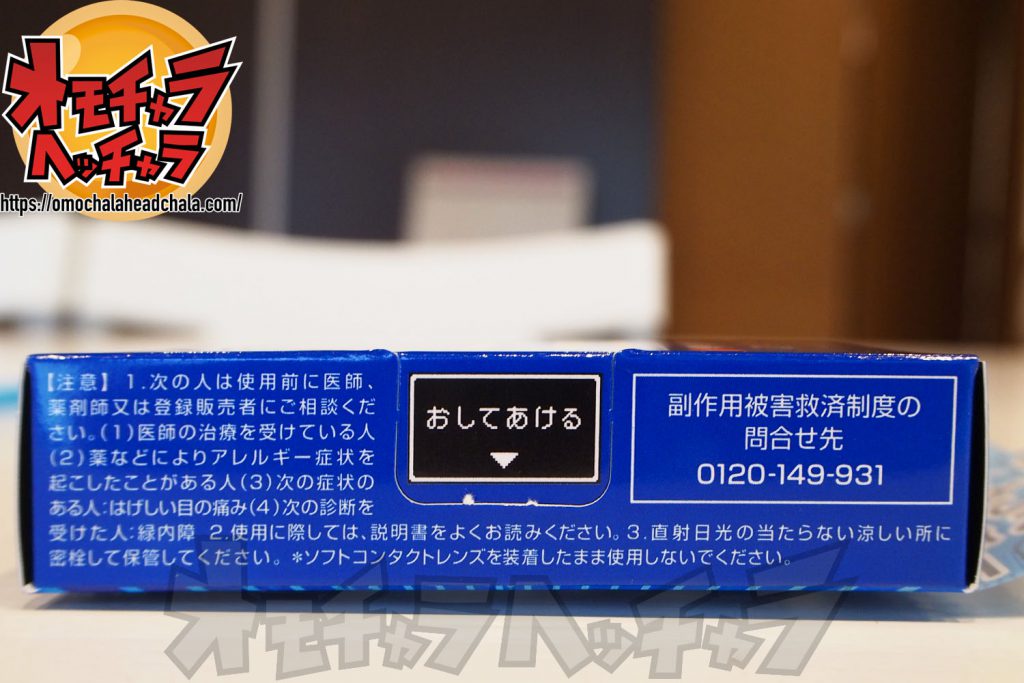 オモチャラ
ヘッチャラ
https://omochalaheadchala.com/
【注意】 1.次の人は使用前に医師、
薬剤師又は登録販売者にご相談くだ
さい。(1)医師の治療を受けている人
(2)薬などによりアレルギー症状を
起こしたことがある人(3)次の症状の
ある人:はげしい目の痛み(4)次の診断を
受けた人:緑内障 2.使用に際しては、説明書をよくお読みください。3.直射日光の当たらない涼しい所に
密栓して保管してください。 *ソフトコンタクトレンズを装着したまま使用しないでください。
おしてあける
副作用被害救済制度の
問合せ先
0120-149-931
オモチャラヘッチャラ